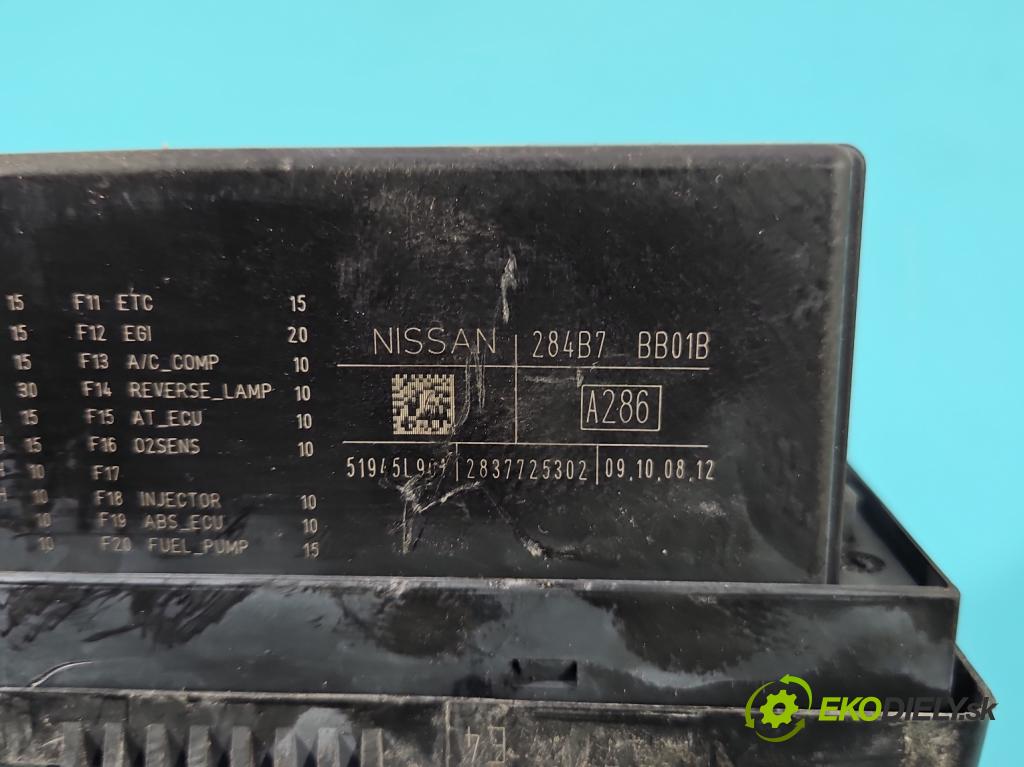 15 F11 ETC 15
15 F12 EGI 20
15 F13 A/C_COMP 10
30 F14 REVERSE_LAMP 10
15 F15 AT_ECU 10
15 F16 O2SENS 10
10 F17
10 F18 INJECTOR 10
10 F19 ABS_ECU 10
10 F20 FUEL_PUMP 15
NISSAN 284B7 BB01B
A286
2837725302 09.10.08.12
EKODIELY.sk